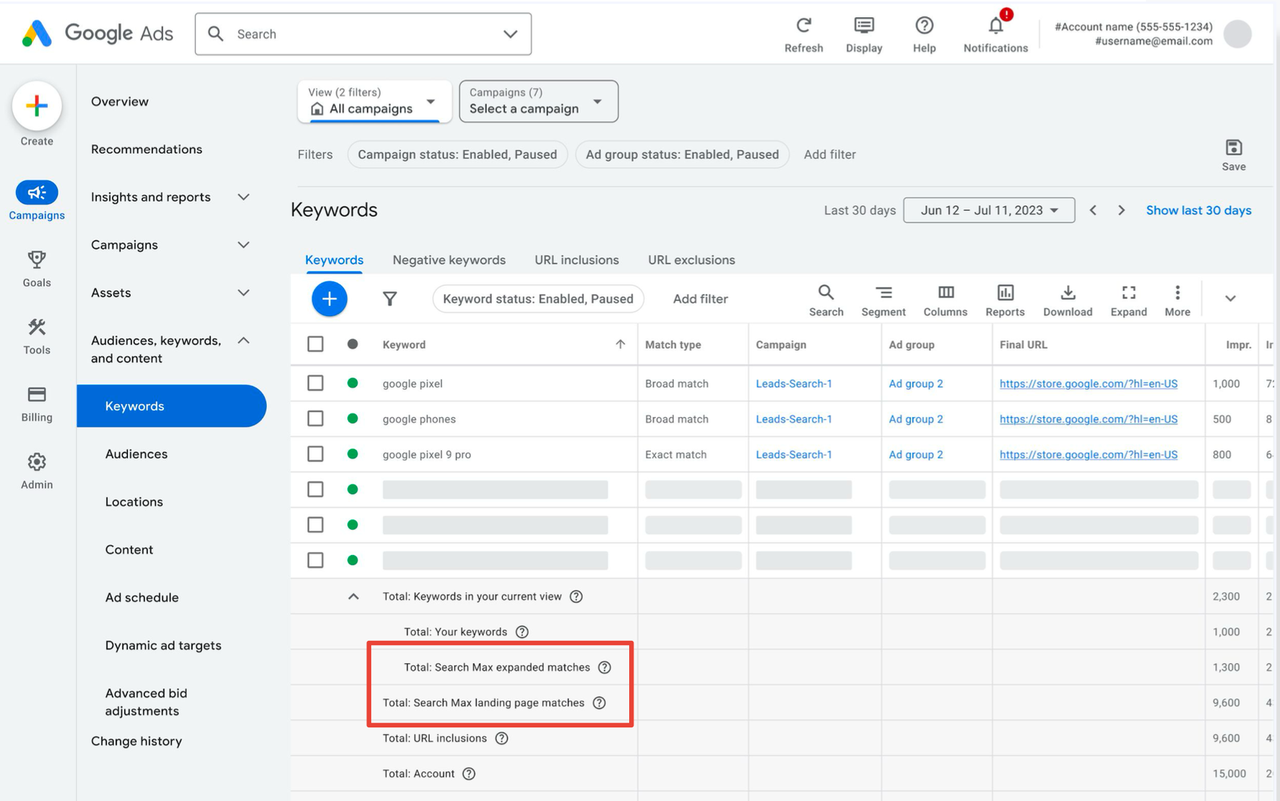 Google Ads
Search
Refresh
Display
Help
!
Notifications
#Account name (555-555-1234)
#username@email.com
Create
Campaigns
Goals
Tools
Billing
Admin
Overview
Recommendations
Insights and reports
Campaigns
Assets
Audiences, keywords,
and content
Keywords
Audiences
Locations
Content
Ad schedule
Dynamic ad targets
Advanced bid
adjustments
Change history
View (2 filters)
All campaigns
Campaigns (7)
Select a campaign
Filters
Campaign status: Enabled, Paused
Ad group status: Enabled, Paused
Add filter
Save
Keywords
Last 30 days
Jun 12 – Jul 11, 2023
Show last 30 days
Keywords
Negative keywords
URL inclusions
URL exclusions
Keyword status: Enabled, Paused
Add filter
Search
Segment
Columns
Reports
Download
Expand
More
Keyword Match type Campaign Ad group Final URL Impr.
google pixel Broad match Leads-Search-1 Ad group 2 https://store.google.com/?hl=en-US 1,000
google phones Broad match Leads-Search-1 Ad group 2 https://store.google.com/?hl=en-US 500
google pixel 9 pro Exact match Leads-Search-1 Ad group 2 https://store.google.com/?hl=en-US 800
Total: Keywords in your current view ? 2,300
Total: Your keywords ? 1,000
Total: Search Max expanded matches ? 1,300
Total: Search Max landing page matches ? 9,600
Total: URL inclusions ? 9,600
Total: Account ? 15,000